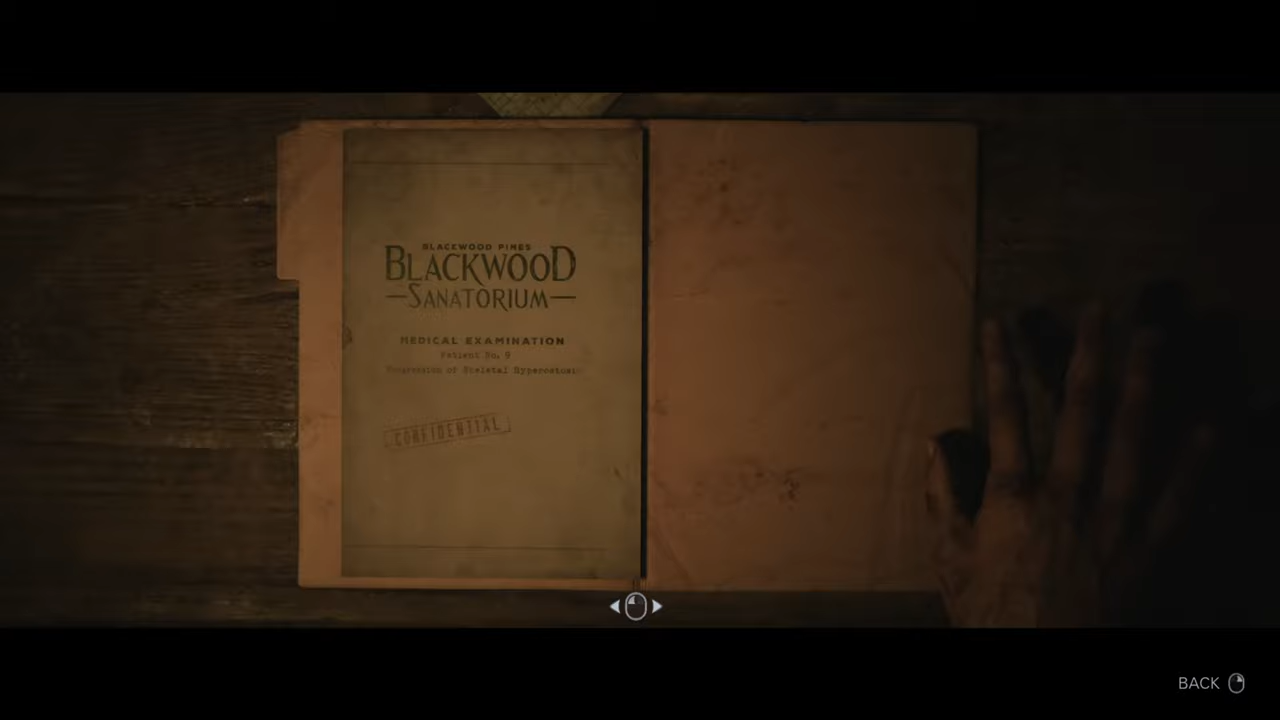 BLACKWOOD PINES
BLACKWOOD
SANATORIUM
MEDICAL EXAMINATION
Patient No. 9
Progression of Skeletal Hyperostosis
CONFIDENTIAL
BACK